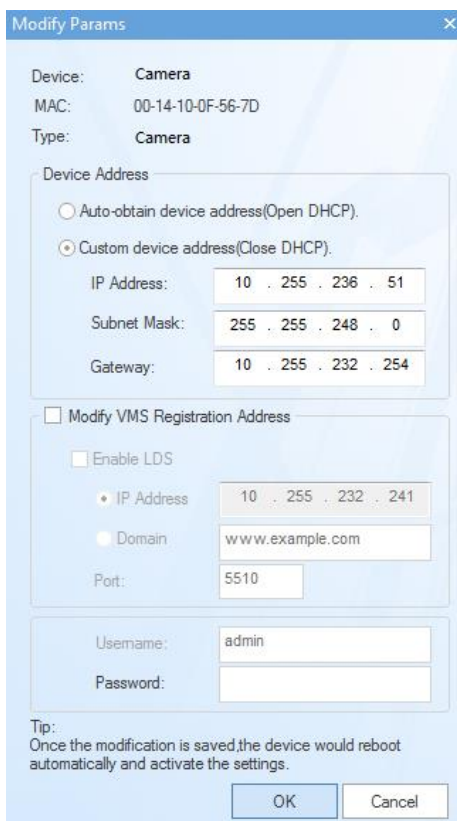 Modify Params ×
Device: Camera
MAC: 00-14-10-0F-56-7D
Type: Camera
Device Address
Auto-obtain device address(Open DHCP).
Custom device address(Close DHCP).
IP Address: 10 . 255 . 236 . 51
Subnet Mask: 255 . 255 . 248 . 0
Gateway: 10 . 255 . 232 . 254
Modify VMS Registration Address
Enable LDS
IP Address 10 . 255 . 232 . 241
Domain www.example.com
Port: 5510
Username: admin
Password:
Tip:
Once the modification is saved,the device would reboot
automatically and activate the settings.
OK Cancel